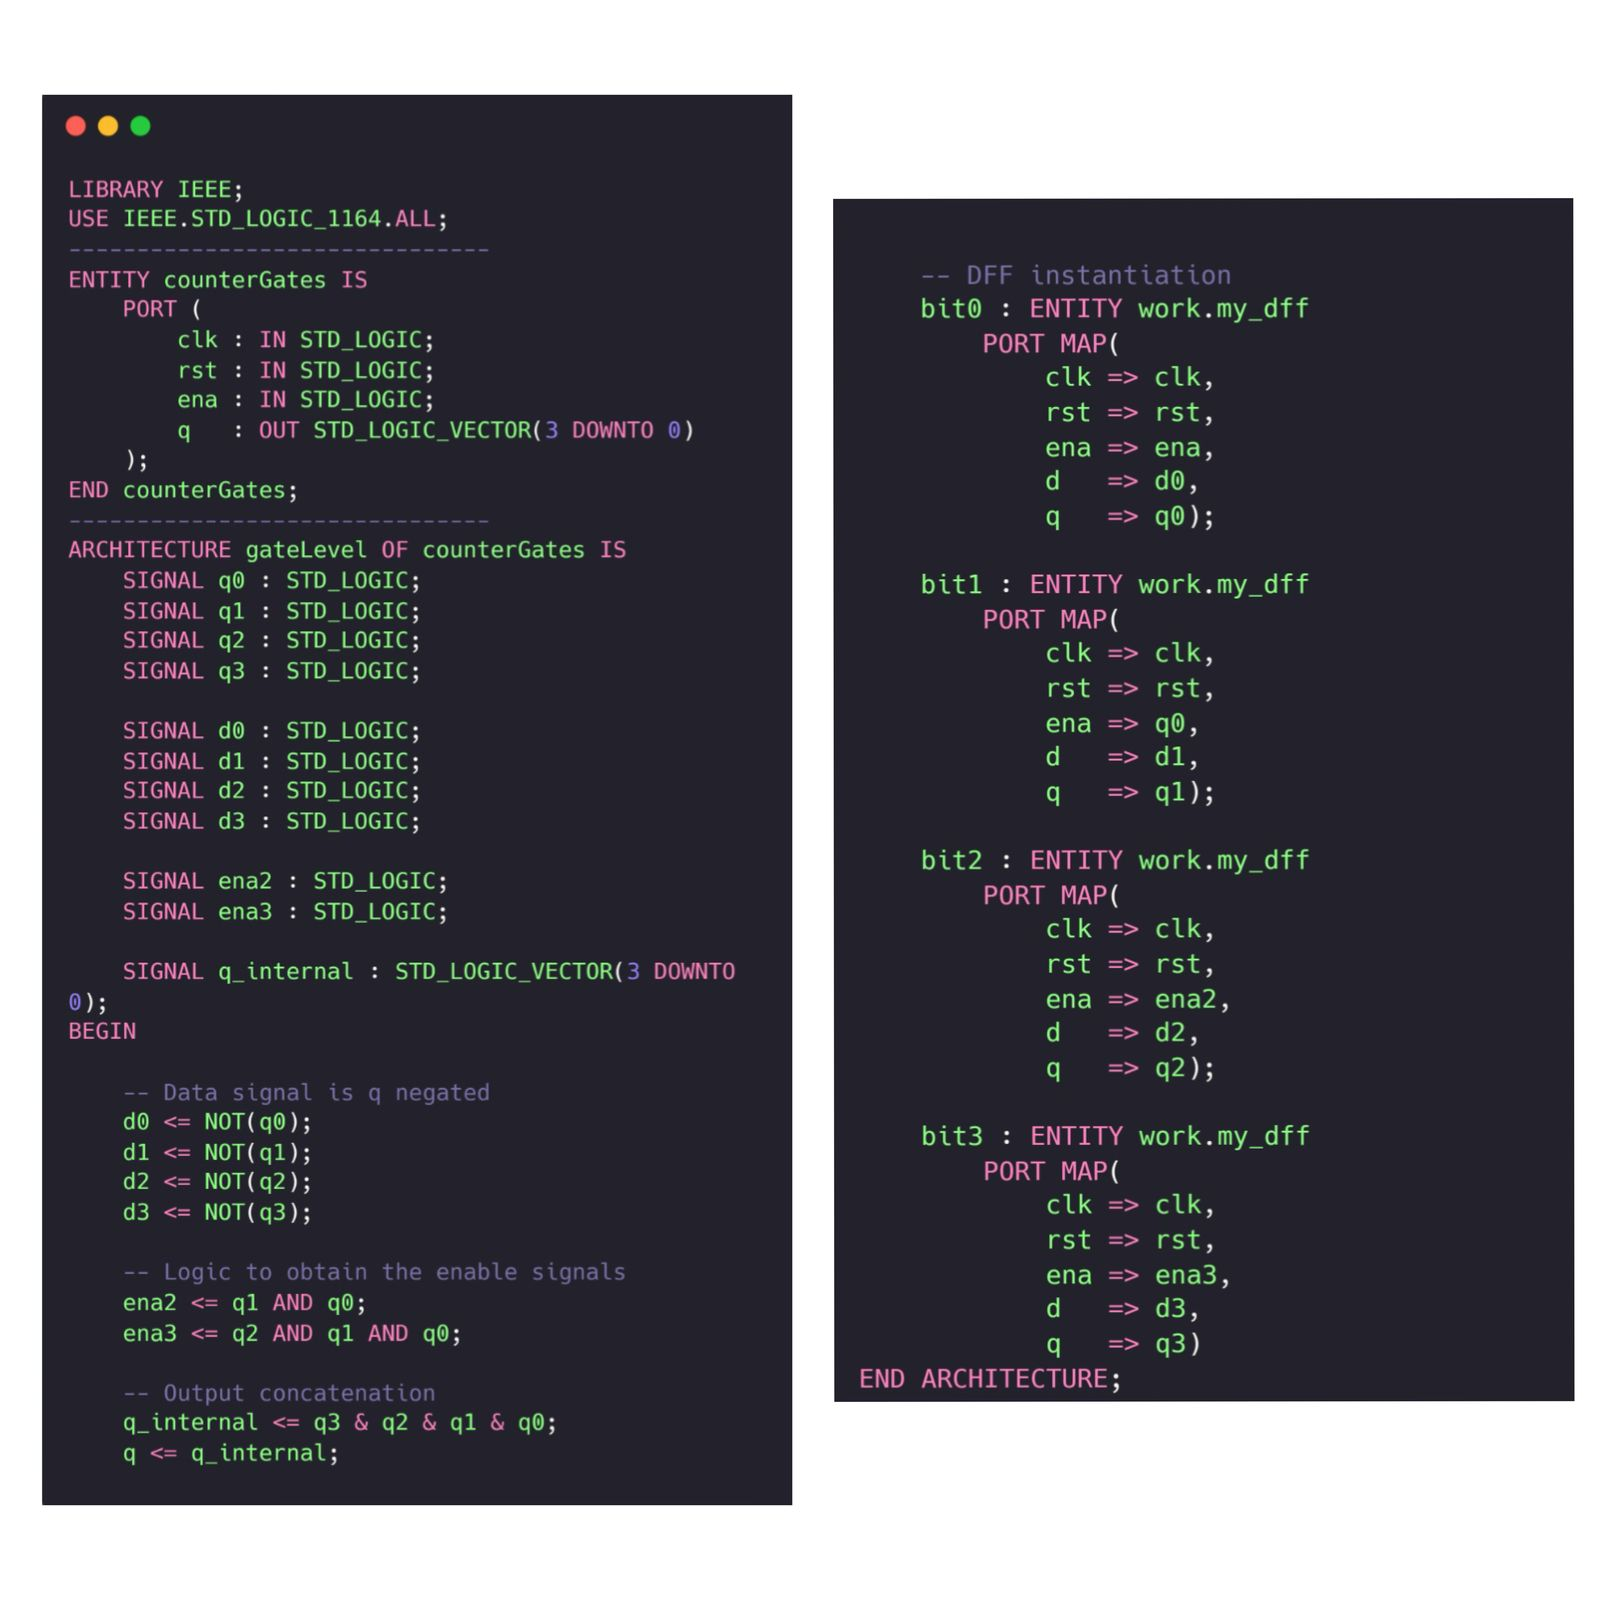 LIBRARY IEEE;
USE IEEE.STD_LOGIC_1164.ALL;
-------------------------------
ENTITY counterGates IS
    PORT (
        clk : IN STD_LOGIC;
        rst : IN STD_LOGIC;
        ena : IN STD_LOGIC;
        q   : OUT STD_LOGIC_VECTOR(3 DOWNTO 0)
    );
END counterGates;
-------------------------------
ARCHITECTURE gateLevel OF counterGates IS
    SIGNAL q0 : STD_LOGIC;
    SIGNAL q1 : STD_LOGIC;
    SIGNAL q2 : STD_LOGIC;
    SIGNAL q3 : STD_LOGIC;

    SIGNAL d0 : STD_LOGIC;
    SIGNAL d1 : STD_LOGIC;
    SIGNAL d2 : STD_LOGIC;
    SIGNAL d3 : STD_LOGIC;

    SIGNAL ena2 : STD_LOGIC;
    SIGNAL ena3 : STD_LOGIC;

    SIGNAL q_internal : STD_LOGIC_VECTOR(3 DOWNTO
0);
BEGIN

    -- Data signal is q negated
    d0 <= NOT(q0);
    d1 <= NOT(q1);
    d2 <= NOT(q2);
    d3 <= NOT(q3);

    -- Logic to obtain the enable signals
    ena2 <= q1 AND q0;
    ena3 <= q2 AND q1 AND q0;

    -- Output concatenation
    q_internal <= q3 & q2 & q1 & q0;
    q <= q_internal;

    -- DFF instantiation
    bit0 : ENTITY work.my_dff
        PORT MAP(
            clk => clk,
            rst => rst,
            ena => ena,
            d   => d0,
            q   => q0);

    bit1 : ENTITY work.my_dff
        PORT MAP(
            clk => clk,
            rst => rst,
            ena => q0,
            d   => d1,
            q   => q1);

    bit2 : ENTITY work.my_dff
        PORT MAP(
            clk => clk,
            rst => rst,
            ena => ena2,
            d   => d2,
            q   => q2);

    bit3 : ENTITY work.my_dff
        PORT MAP(
            clk => clk,
            rst => rst,
            ena => ena3,
            d   => d3,
            q   => q3)
END ARCHITECTURE;